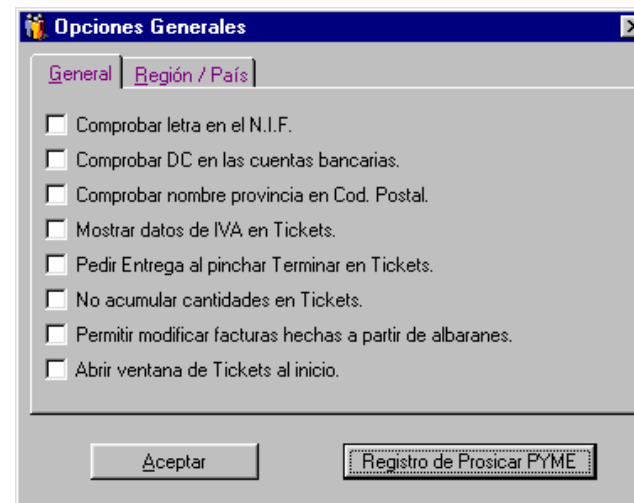 Opciones Generales
General Región / País
Comprobar letra en el N.I.F.
Comprobar DC en las cuentas bancarias.
Comprobar nombre provincia en Cod. Postal.
Mostrar datos de IVA en Tickets.
Pedir Entrega al pinchar Terminar en Tickets.
No acumular cantidades en Tickets.
Permitir modificar facturas hechas a partir de albaranes.
Abrir ventana de Tickets al inicio.
Aceptar Registro de Prosicar PYME